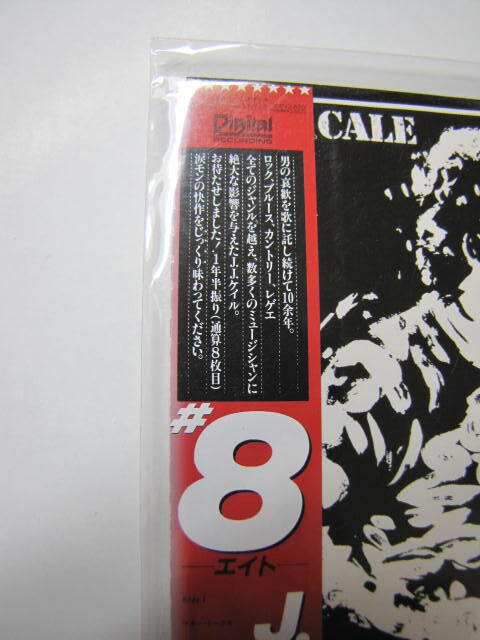 Digital
RECORDING
CALE
男の哀歓を歌に託し続けて10余年。
ロック、ブルース、カントリー、レゲエ
全てのジャンルを越え、数多くのミュージシャンに
絶大な影響を与えたJ.J.ケイル。
お待たせしました！1年半振り（通算8枚目）
涙モンの快作をじっくり味わってください。
#8
エイト
Side 1
J.